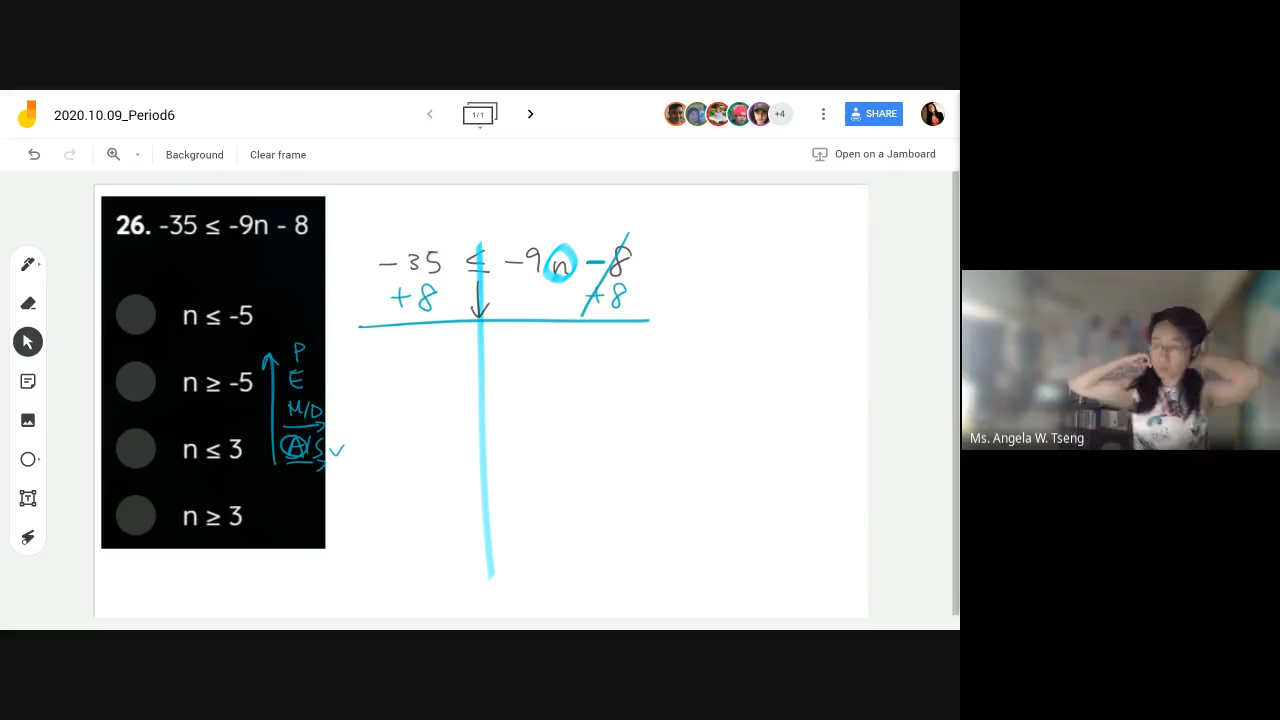 2020.10.09_Period6
1/1
+4
SHARE
Background
Clear frame
Open on a Jamboard
26. -35 ≤ -9n - 8
n ≤ -5
n ≥ -5
n ≤ 3
n ≥ 3
P
E
M/D
A/S ✓
-35 ≤ -9n - 8
+8 +8
Ms. Angela W. Tseng